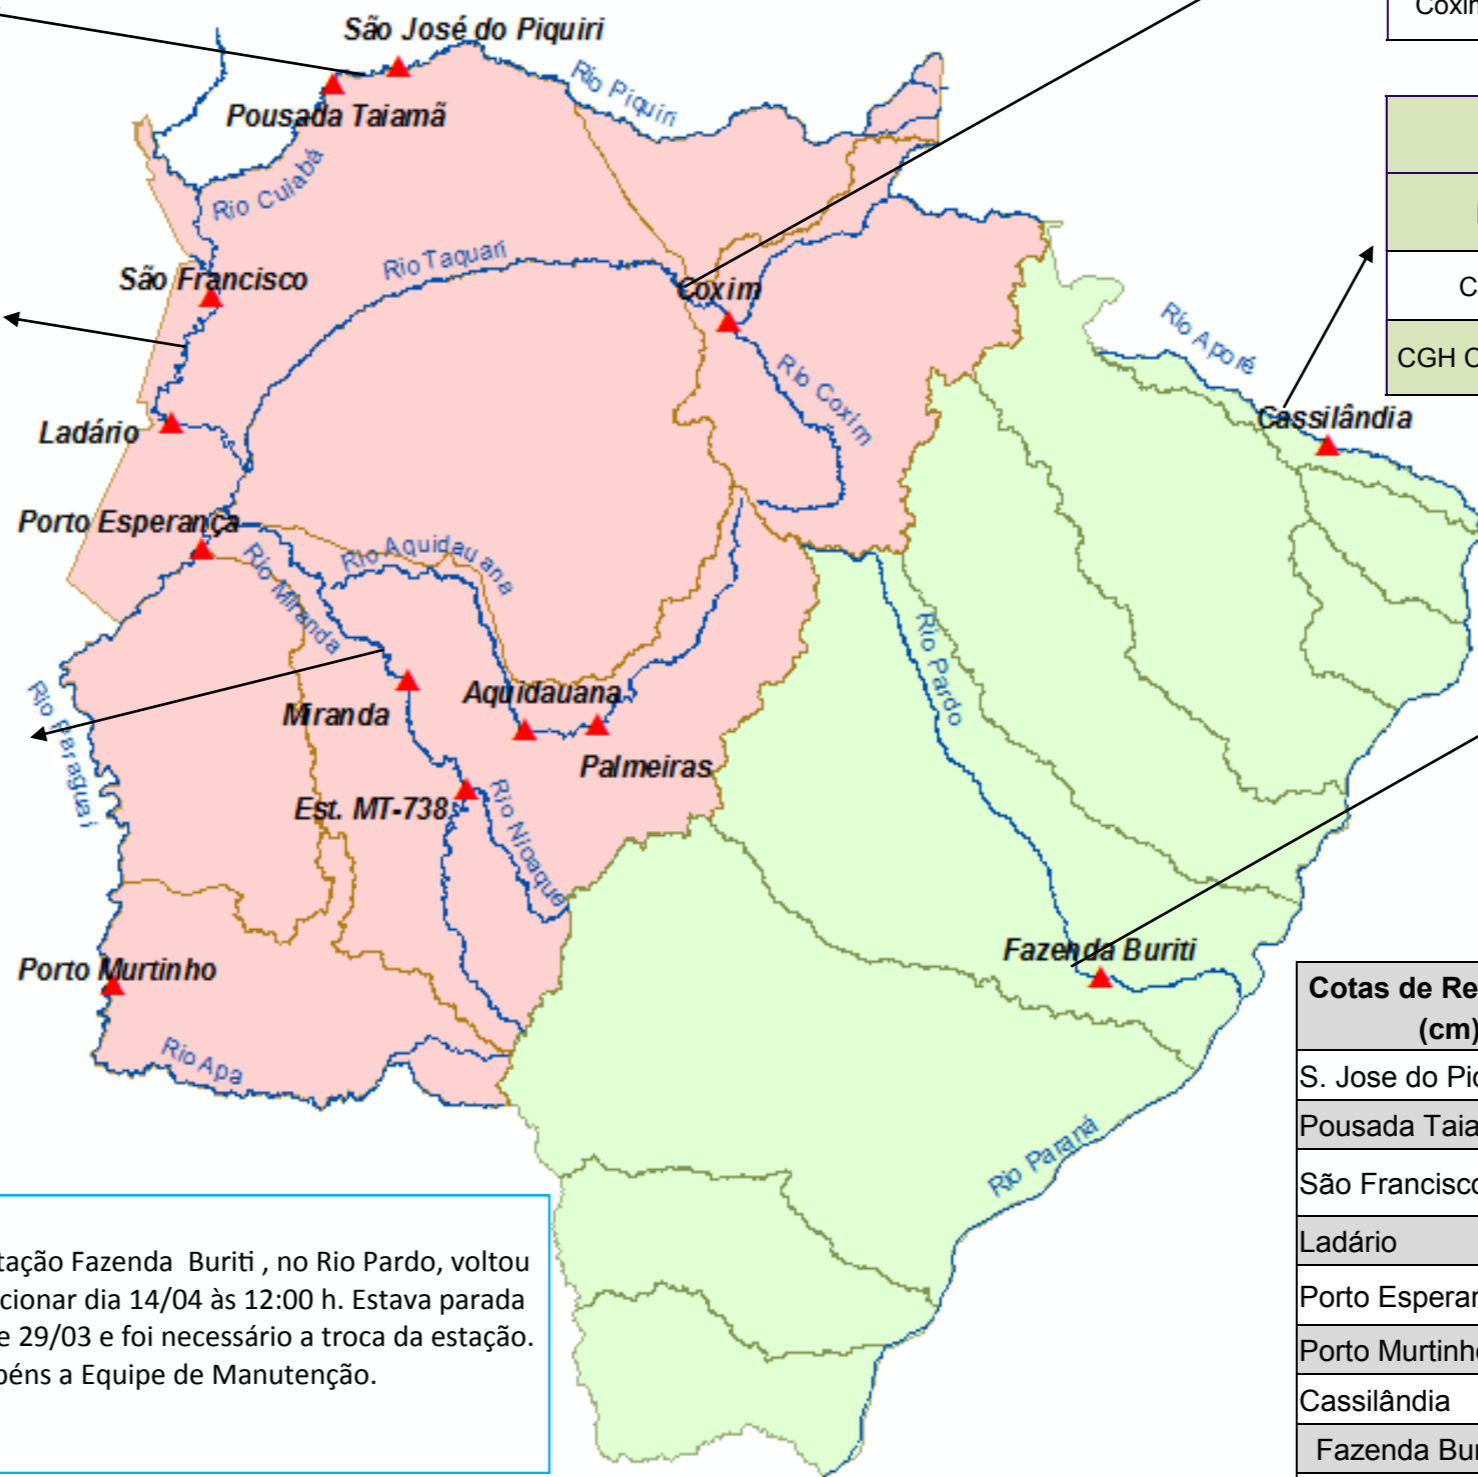 São José do Piquiri
Coxim
Rio Piquiri
Pousada Taiamã
Rio Cuiabá
Rio Taquari
São Francisco
Coxim
C
Rio Aporé
CGH C
Rio Coxim
Cassilândia
Ladário
Porto Esperança
Rio Aquidauana
Rio Miranda
Rio Pardo
Rio Paraguai
Aquidauana
Miranda
Palmeiras
Est. MT-738
Rio Nioaque
Fazenda Buriti
Porto Murtinho
Cotas de Re
(cm)
Rio Apa
S. Jose do Pi
Pousada Taia
Rio Paraná
São Francisco
Ladário
Porto Espera
Porto Murtinh
Cassilândia
Fazenda Bu
tação Fazenda Buriti , no Rio Pardo, voltou
cionar dia 14/04 às 12:00 h. Estava parada
e 29/03 e foi necessário a troca da estação.
béns a Equipe de Manutenção.